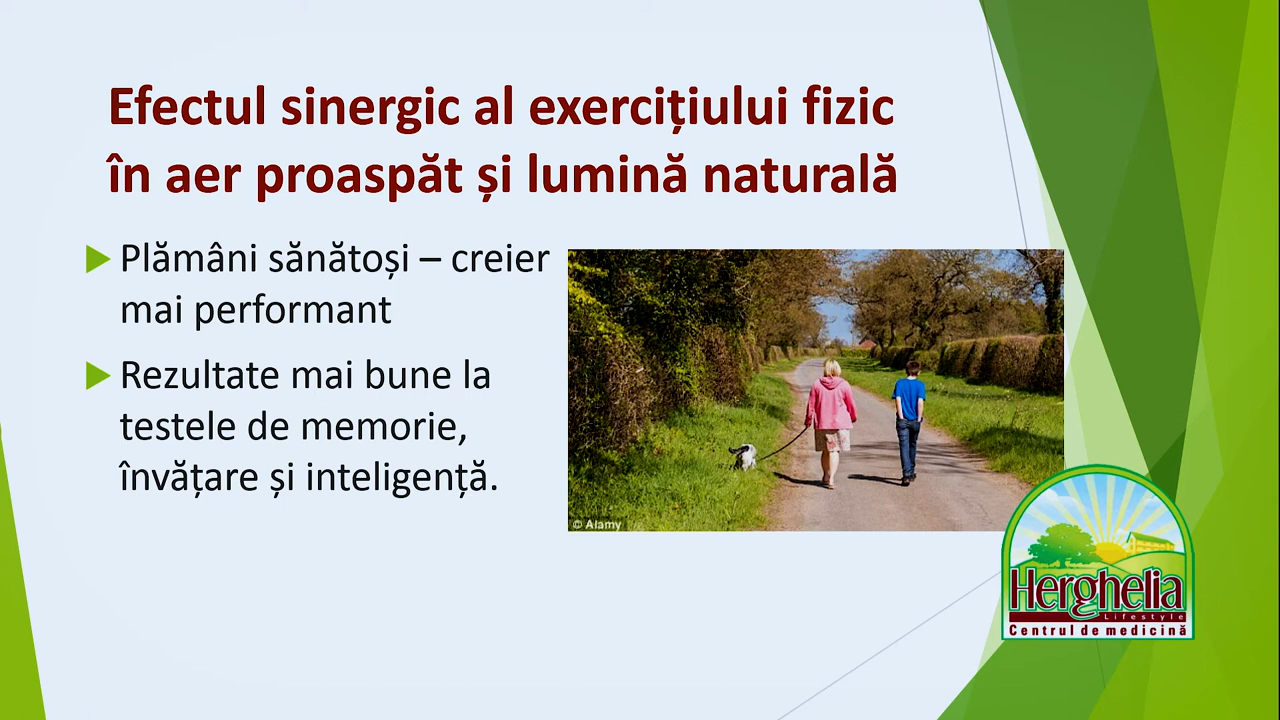 Efectul sinergic al exercițiului fizic
în aer proaspăt și lumină naturală
Plămâni sănătoși – creier
mai performant
Rezultate mai bune la
testele de memorie,
învățare și inteligență.
© Alamy
Herghelia
Lifestyle
Centrul de medicină